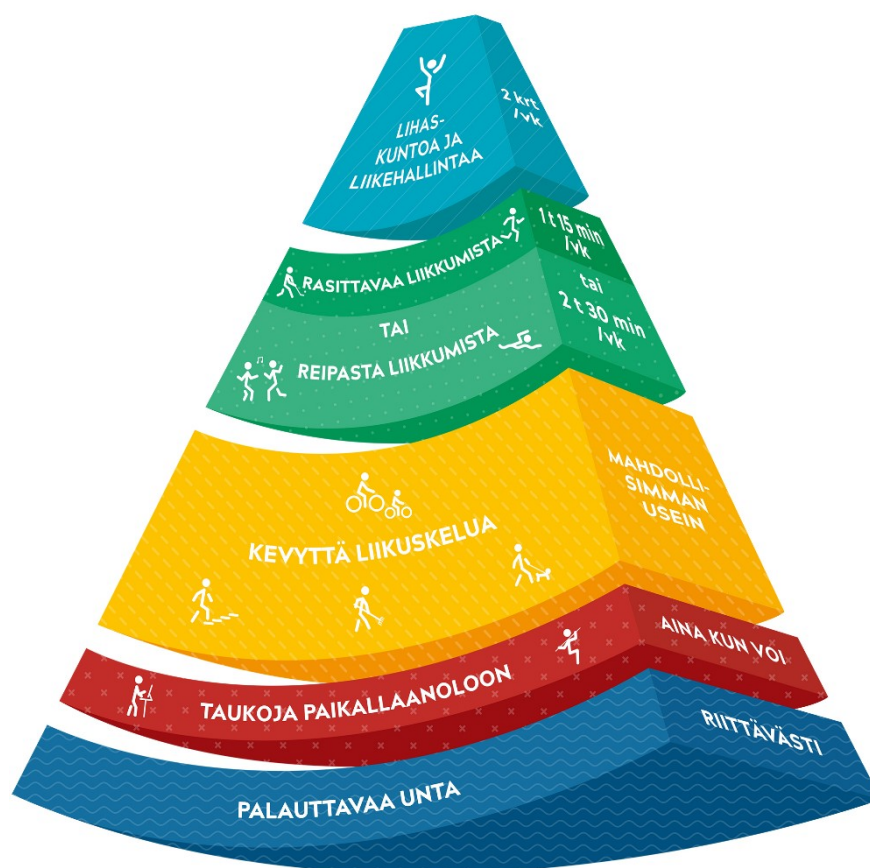 LIHAS-
KUNTOA JA
LIIKEHALLINTAA
2 krt
/vk
RASITTAVAA LIIKKUMISTA
1 t 15 min
/vk
TAI
tai
REIPASTA LIIKKUMISTA
2 t 30 min
/vk
KEVYTTÄ LIIKUSKELUA
MAHDOLLI-
SIMMAN
USEIN
TAUKOJA PAIKALLAANOLOON
AINA KUN VOI
PALAUTTAVAA UNTA
RIITTÄVÄSTI